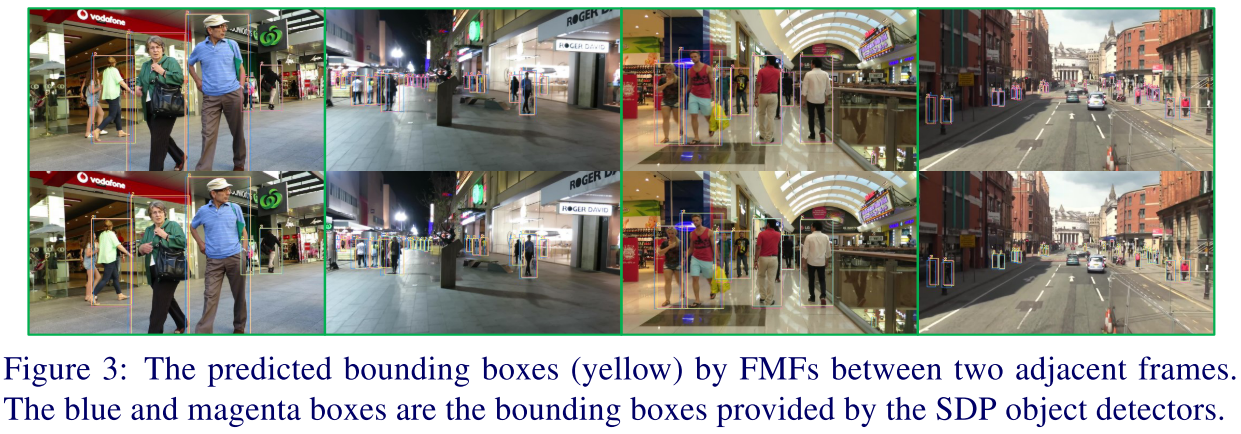 vodafone
ROGER DAVID
ROGER DAVID
vodafone
ROGER DA
ROGER DAVID
Figure 3: The predicted bounding boxes (yellow) by FMFs between two adjacent frames.
The blue and magenta boxes are the bounding boxes provided by the SDP object detectors.